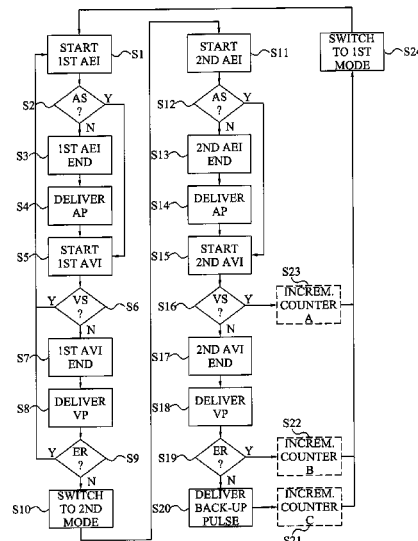 START
1ST AEI
S1
AS
?
Y
S2
N
1ST AEI
END
S3
DELIVER
AP
S4
START
1ST AVI
S5
VS
?
Y
S6
N
1ST AVI
END
S7
DELIVER
VP
S8
ER
?
Y
S9
N
SWITCH
TO 2ND
MODE
S10
START
2ND AEI
S11
AS
?
Y
S12
N
2ND AEI
END
S13
DELIVER
AP
S14
START
2ND AVI
S15
VS
?
Y
S16
N
2ND AVI
END
S17
DELIVER
VP
S18
ER
?
Y
S19
N
DELIVER
BACK-UP
PULSE
S20
S21
INCREM.
COUNTER
C
S22
INCREM.
COUNTER
B
S23
INCREM.
COUNTER
A
SWITCH
TO 1ST
MODE
S24